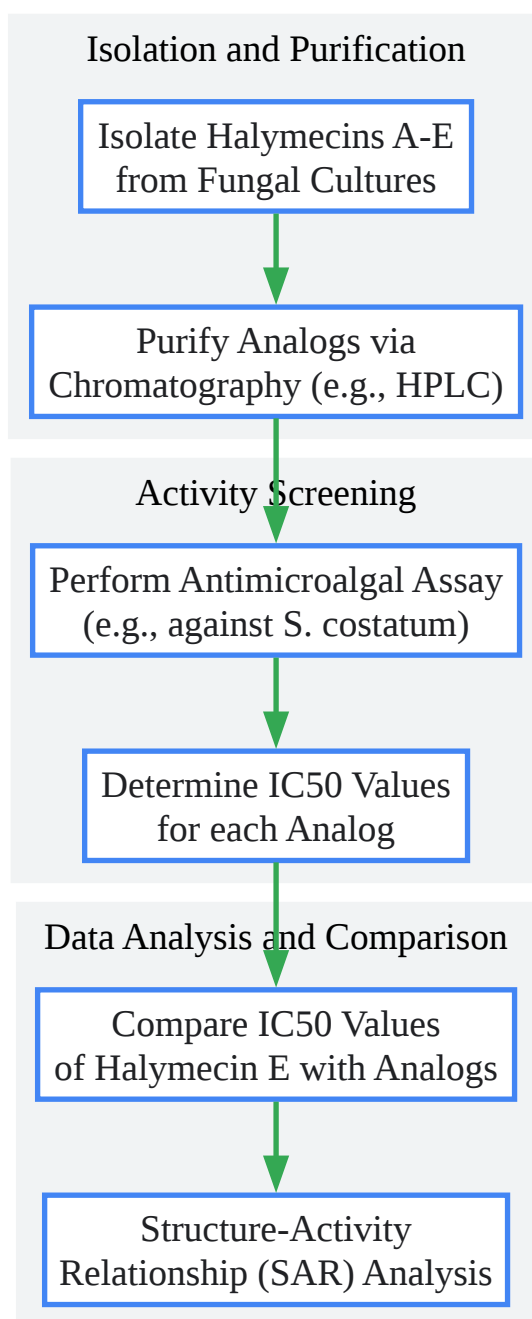 Isolation and Purification
Isolate Halymecins A-E
from Fungal Cultures
Purify Analogs via
Chromatography (e.g., HPLC)
Activity Screening
Perform Antimicroalgal Assay
(e.g., against S. costatum)
Determine IC50 Values
for each Analog
Data Analysis and Comparison
Compare IC50 Values
of Halymecin E with Analogs
Structure-Activity
Relationship (SAR) Analysis